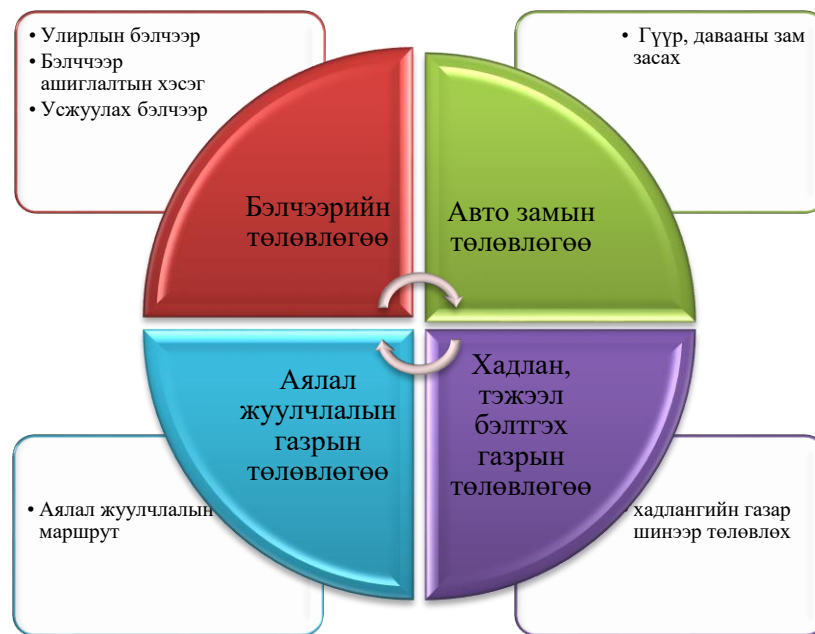 • Улирлын бэлчээр
• Бэлччээр
ашиглалтын хэсэг
• Усжуулах бэлчээр
• Гүүр, давааны зам
засах
Бэлчээрийн
төлөвлөгөө
Авто замын
төлөвлөгөө
Аялал
жуулчлалын
газрын
төлөвлөгөө
Хадлан,
тэжээл
бэлтгэх
газрын
төлөвлөгөө
• Аялал жуулчлалын
маршрут
• хадлангийн газар
шинээр төлөвлөх